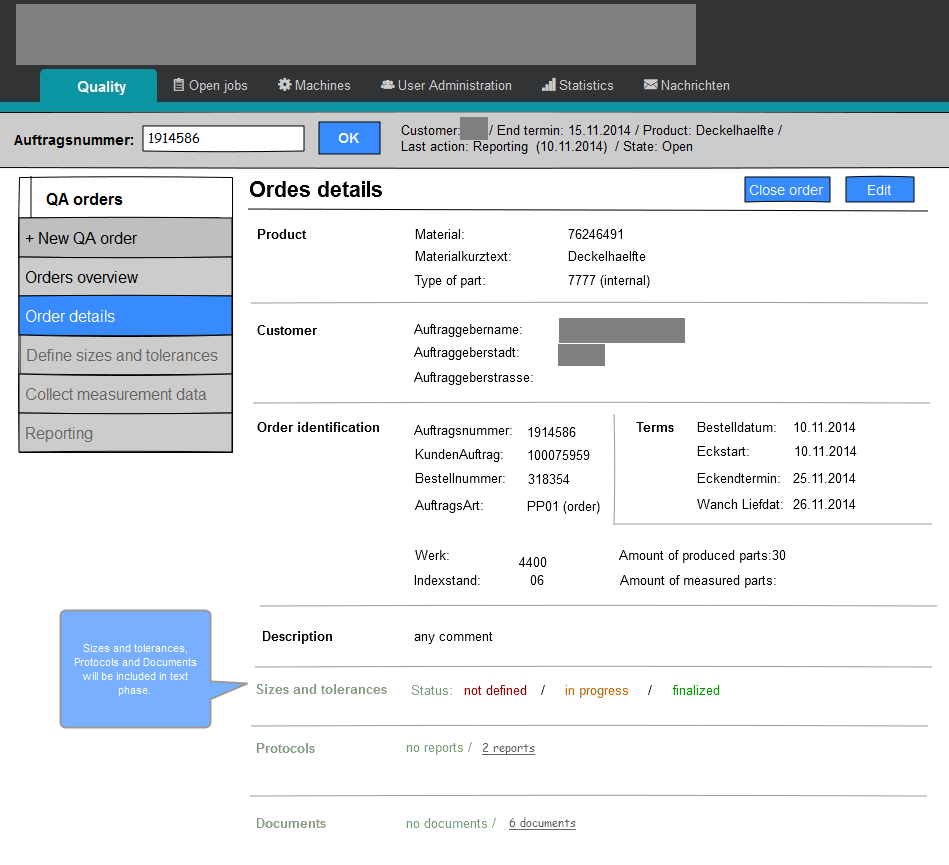 Quality Open jobs Machines User Administration Statistics Nachrichten
Auftragsnummer: 1914586 OK
Customer: / End termin: 15.11.2014 / Product: Deckelhaelfte /
Last action: Reporting (10.11.2014) / State: Open
QA orders
+ New QA order
Orders overview
Order details
Define sizes and tolerances
Collect measurement data
Reporting
Ordes details Close order Edit
Product Material: 76246491
Materialkurztext: Deckelhaelfte
Type of part: 7777 (internal)
Customer Auftraggebername:
Auftraggeberstadt:
Auftraggeberstrasse:
Order identification Auftragsnummer: 1914586
KundenAuftrag: 100075959
Bestellnummer: 318354
AuftragsArt: PP01 (order)
Terms Bestelldatum: 10.11.2014
Eckstart: 10.11.2014
Eckendtermin: 25.11.2014
Wanch Liefdat: 26.11.2014
Werk: 4400 Amount of produced parts:30
Indexstand: 06 Amount of measured parts:
Description any comment
Sizes and tolerances,
Protocols and Documents
will be included in text
phase.
Sizes and tolerances Status: not defined / in progress / finalized
Protocols no reports / 2 reports
Documents no documents / 6 documents